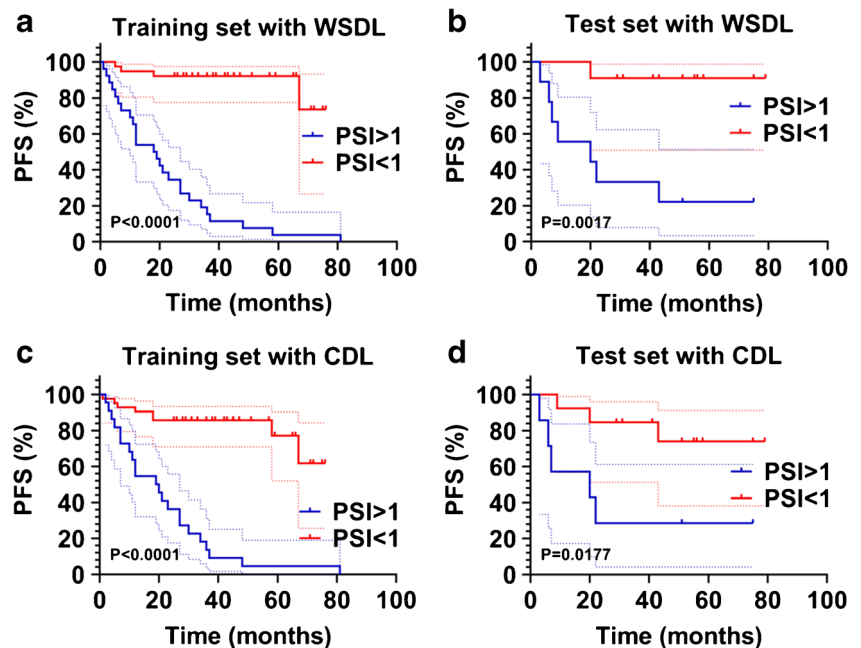 a Training set with WSDL
PFS (%)
100
80
60
40
20
0
PSI>1
PSI<1
P<0.0001
0 20 40 60 80 100
Time (months)
b Test set with WSDL
PFS (%)
100
80
60
40
20
0
PSI>1
PSI<1
P=0.0017
0 20 40 60 80 100
Time (months)
c Training set with CDL
PFS (%)
100
80
60
40
20
0
PSI>1
PSI<1
P<0.0001
0 20 40 60 80 100
Time (months)
d Test set with CDL
PFS (%)
100
80
60
40
20
0
PSI>1
PSI<1
P=0.0177
0 20 40 60 80 100
Time (months)